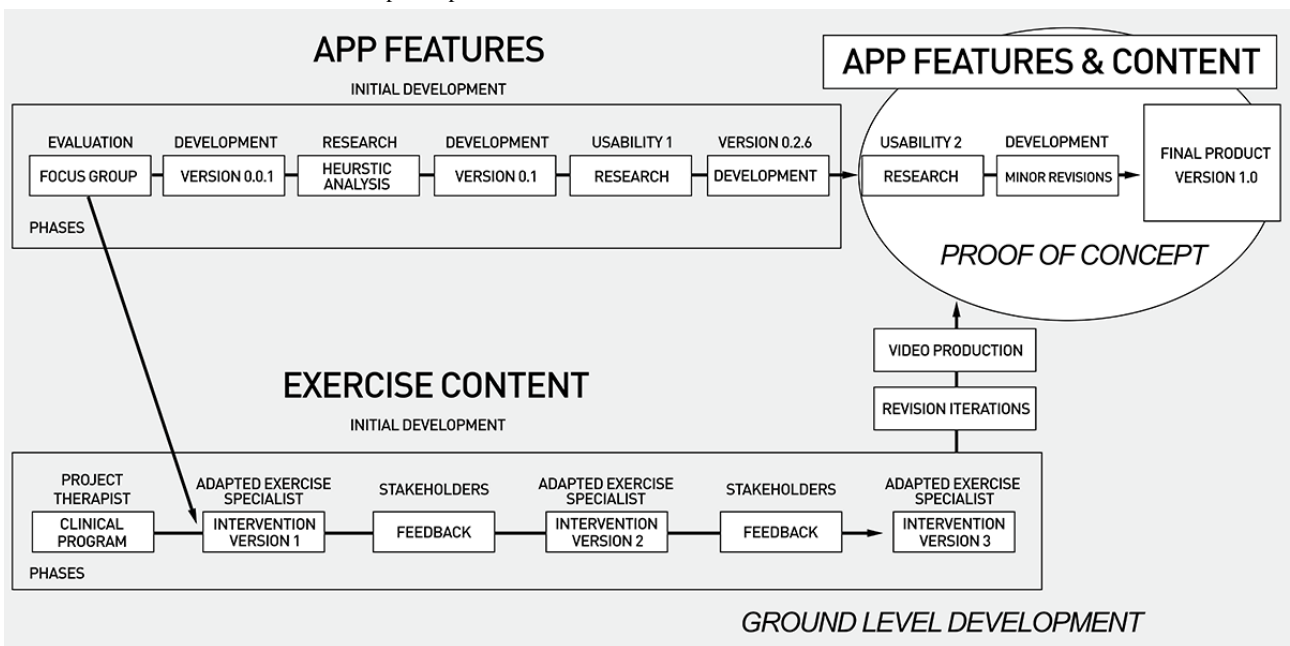 APP FEATURES
INITIAL DEVELOPMENT
EVALUATION
FOCUS GROUP
DEVELOPMENT
VERSION 0.0.1
RESEARCH
HEURSTIC
ANALYSIS
DEVELOPMENT
VERSION 0.1
USABILITY 1
RESEARCH
VERSION 0.2.6
DEVELOPMENT
PHASES
APP FEATURES & CONTENT
USABILITY 2
RESEARCH
DEVELOPMENT
MINOR REVISIONS
FINAL PRODUCT
VERSION 1.0
PROOF OF CONCEPT
VIDEO PRODUCTION
REVISION ITERATIONS
EXERCISE CONTENT
INITIAL DEVELOPMENT
PROJECT
THERAPIST
CLINICAL
PROGRAM
ADAPTED EXERCISE
SPECIALIST
INTERVENTION
VERSION 1
STAKEHOLDERS
FEEDBACK
ADAPTED EXERCISE
SPECIALIST
INTERVENTION
VERSION 2
STAKEHOLDERS
FEEDBACK
ADAPTED EXERCISE
SPECIALIST
INTERVENTION
VERSION 3
PHASES
GROUND LEVEL DEVELOPMENT